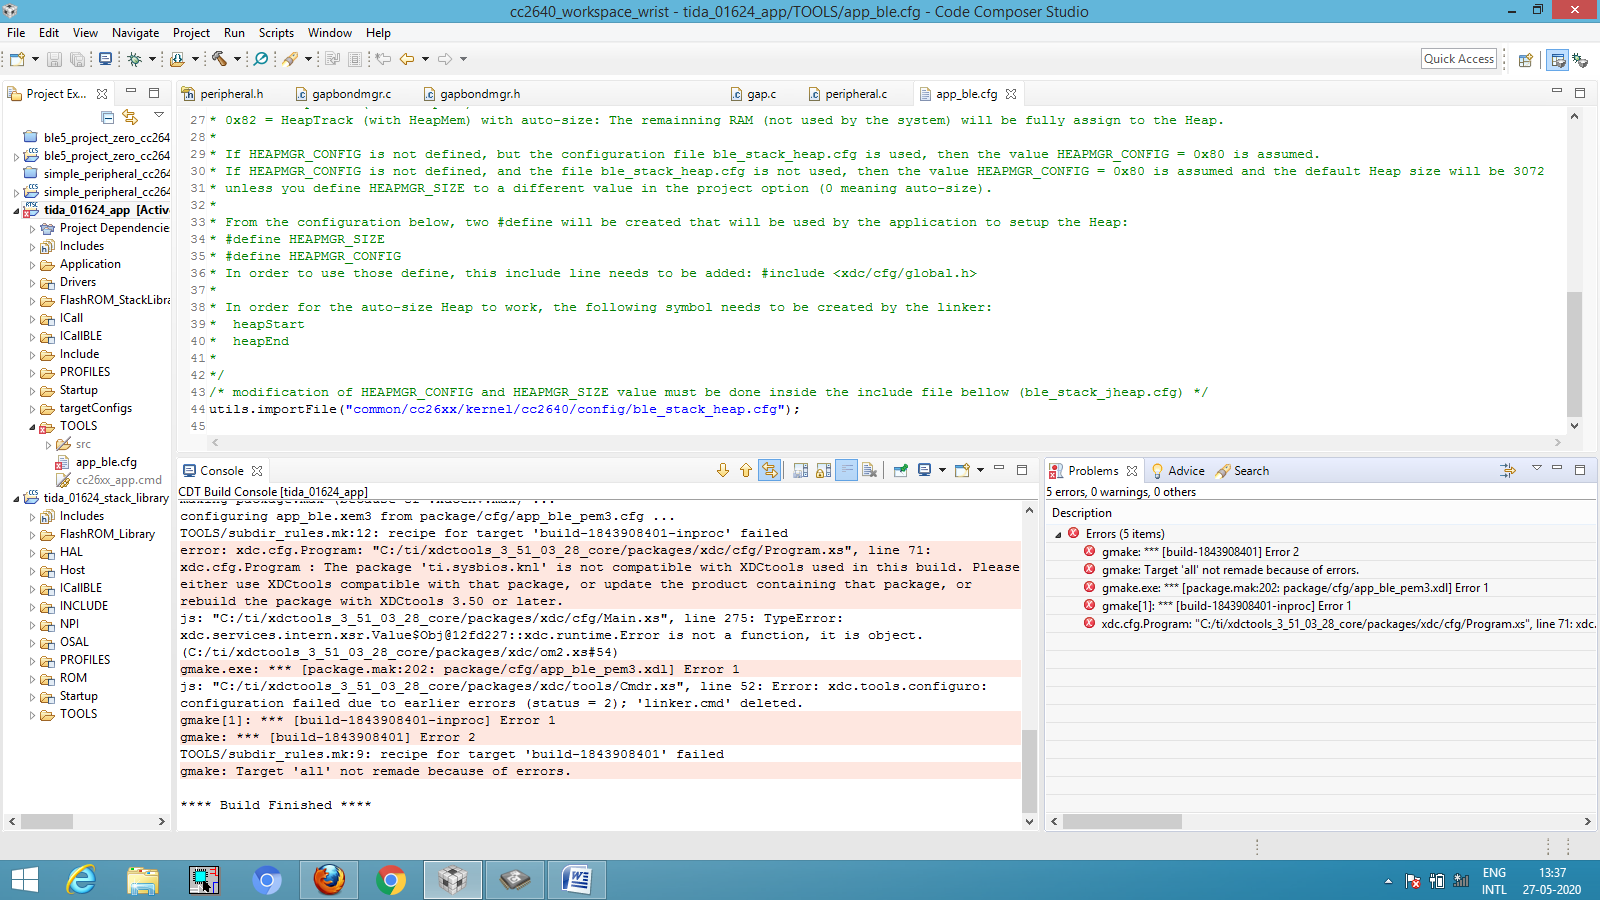 cc2640_workspace_wrist - tida_01624_app/TOOLS/app_ble.cfg - Code Composer Studio
File Edit View Navigate Project Run Scripts Window Help
Quick Access
Project Ex...
ble5_project_zero_cc264
ble5_project_zero_cc264
simple_peripheral_cc264
simple_peripheral_cc264
tida_01624_app [Activ
Project Dependencie
Includes
Application
Drivers
FlashROM_StackLibra
ICall
ICallBLE
Include
PROFILES
Startup
targetConfigs
TOOLS
src
app_ble.cfg
cc26xx_app.cmd
tida_01624_stack_library
Includes
FlashROM_Library
HAL
Host
ICallBLE
INCLUDE
NPI
OSAL
PROFILES
ROM
Startup
TOOLS
peripheral.h gapbondmgr.c gapbondmgr.h gap.c peripheral.c app_ble.cfg
27 * 0x82 = HeapTrack (with HeapMem) with auto-size: The remainning RAM (not used by the system) will be fully assign to the Heap.
28 *
29 * If HEAPMGR_CONFIG is not defined, but the configuration file ble_stack_heap.cfg is used, then the value HEAPMGR_CONFIG = 0x80 is assumed.
30 * If HEAPMGR_CONFIG is not defined, and the file ble_stack_heap.cfg is not used, then the value HEAPMGR_CONFIG = 0x80 is assumed and the default Heap size will be 3072
31 * unless you define HEAPMGR_SIZE to a different value in the project option (0 meaning auto-size).
32 *
33 * From the configuration below, two #define will be created that will be used by the application to setup the Heap:
34 * #define HEAPMGR_SIZE
35 * #define HEAPMGR_CONFIG
36 * In order to use those define, this include line needs to be added: #include <xdc/cfg/global.h>
37 *
38 * In order for the auto-size Heap to work, the following symbol needs to be created by the linker:
39 * heapStart
40 * heapEnd
41 *
42 */
43 /* modification of HEAPMGR_CONFIG and HEAPMGR_SIZE value must be done inside the include file bellow (ble_stack_jheap.cfg) */
44 utils.importFile("common/cc26xx/kernel/cc2640/config/ble_stack_heap.cfg");
45
Console
CDT Build Console [tida_01624_app]
configuring app_ble.xem3 from package/cfg/app_ble_pem3.cfg ...
TOOLS/subdir_rules.mk:12: recipe for target 'build-1843908401-inproc' failed
error: xdc.cfg.Program: "C:/ti/xdctools_3_51_03_28_core/packages/xdc/cfg/Program.xs", line 71:
xdc.cfg.Program : The package 'ti.sysbios.knl' is not compatible with XDCtools used in this build. Please
either use XDCtools compatible with that package, or update the product containing that package, or
rebuild the package with XDCtools 3.50 or later.
js: "C:/ti/xdctools_3_51_03_28_core/packages/xdc/cfg/Main.xs", line 275: TypeError:
xdc.services.intern.xsr.Value$Obj@12fd227::xdc.runtime.Error is not a function, it is object.
(C:/ti/xdctools_3_51_03_28_core/packages/xdc/om2.xs#54)
gmake.exe: *** [package.mak:202: package/cfg/app_ble_pem3.xdl] Error 1
js: "C:/ti/xdctools_3_51_03_28_core/packages/xdc/tools/Cmdr.xs", line 52: Error: xdc.tools.configuro:
configuration failed due to earlier errors (status = 2); 'linker.cmd' deleted.
gmake[1]: *** [build-1843908401-inproc] Error 1
gmake: *** [build-1843908401] Error 2
TOOLS/subdir_rules.mk:9: recipe for target 'build-1843908401' failed
gmake: Target 'all' not remade because of errors.
**** Build Finished ****
Problems Advice Search
5 errors, 0 warnings, 0 others
Description
Errors (5 items)
gmake: *** [build-1843908401] Error 2
gmake: Target 'all' not remade because of errors.
gmake.exe: *** [package.mak:202: package/cfg/app_ble_pem3.xdl] Error 1
gmake[1]: *** [build-1843908401-inproc] Error 1
xdc.cfg.Program: "C:/ti/xdctools_3_51_03_28_core/packages/xdc/cfg/Program.xs", line 71: xdc.
ENG
INTL
13:37
27-05-2020